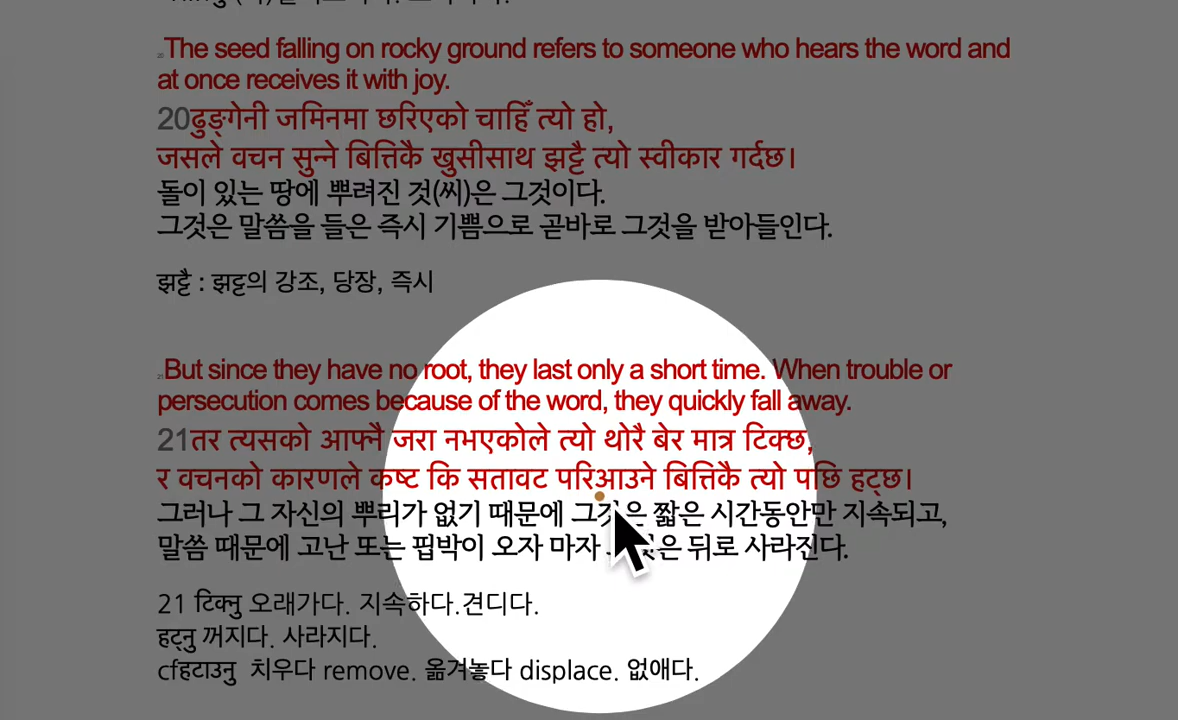 The seed falling on rocky ground refers to someone who hears the word and
at once receives it with joy.
20ढुङ्गेनी जमिनमा छरिएको चाहिँ त्यो हो,
जसले वचन सुन्ने बित्तिकै खुसीसाथ झट्टै त्यो स्वीकार गर्दछ।
돌이 있는 땅에 뿌려진 것(씨)은 그것이다.
그것은 말씀을 들은 즉시 기쁨으로 곧바로 그것을 받아들인다.
झट्टै : झट्ट의 강조, 당장, 즉시
21.But since they have no root, they last only a short time. When trouble or
persecution comes because of the word, they quickly fall away.
21तर त्यसको आफ्नै जरा नभएकोले त्यो थोरै बेर मात्र टिक्छ,
र वचनको कारणले कष्ट कि सतावट परिआउने बित्तिकै त्यो पछि हट्छ।
그러나 그 자신의 뿌리가 없기 때문에 그것은 짧은 시간동안만 지속되고,
말씀 때문에 고난 또는 핍박이 오자 마자 뒤로 사라진다.
21 टिक्नु 오래가다. 지속하다.견디다.
हट्नु 꺼지다. 사라지다.
cfहटाउनु 치우다 remove. 옮겨놓다 displace. 없애다.